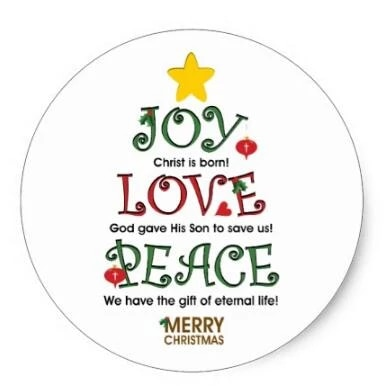 JOY
Christ is born!
LOVE
God gave His Son to save us!
PEACE
We have the gift of eternal life!
MERRY
CHRISTMAS